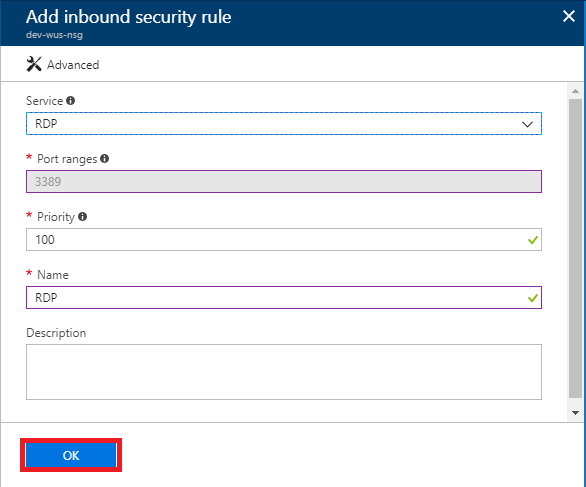 Add inbound security rule
dev-wus-nsg
Advanced
Service
RDP
* Port ranges
3389
* Priority
100
* Name
RDP
Description
OK